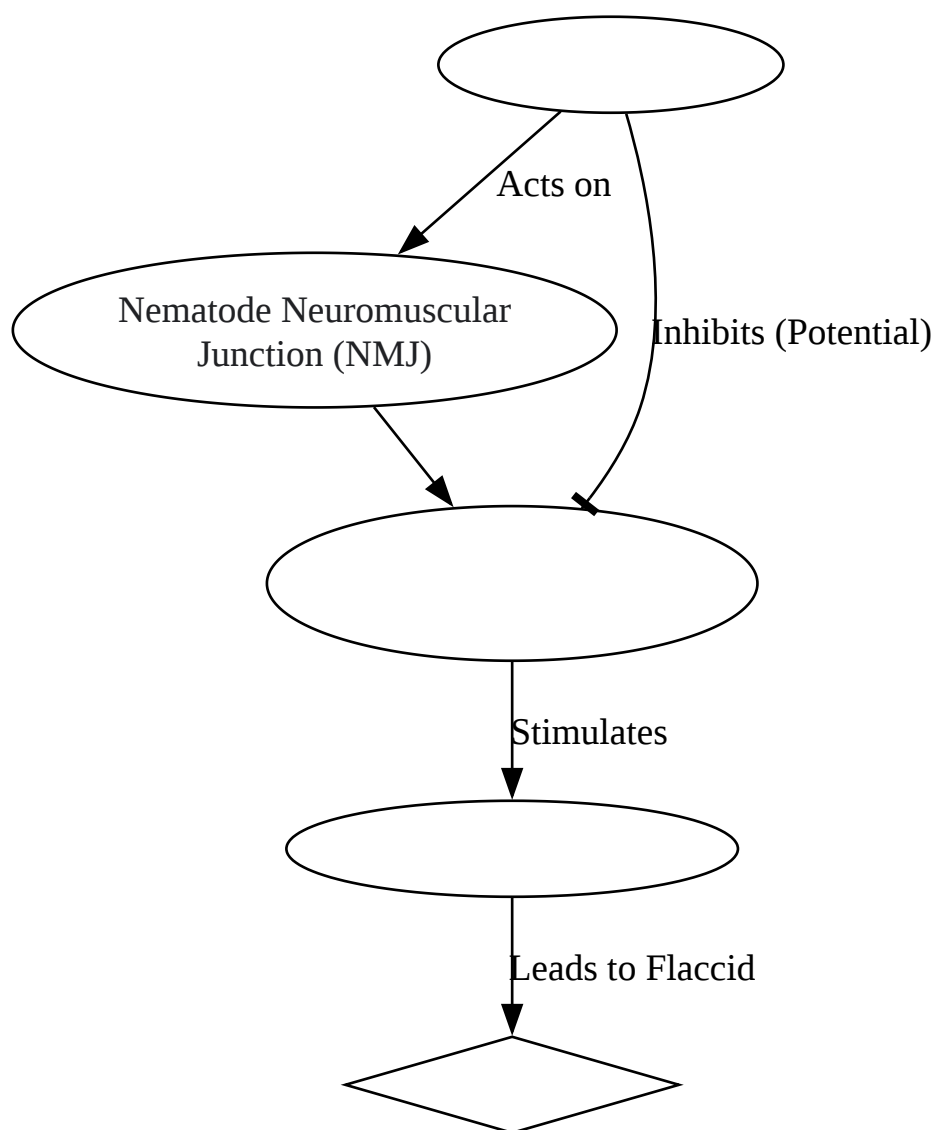 Acts on
Nematode Neuromuscular
Junction (NMJ)
Inhibits (Potential)
Stimulates
Leads to Flaccid